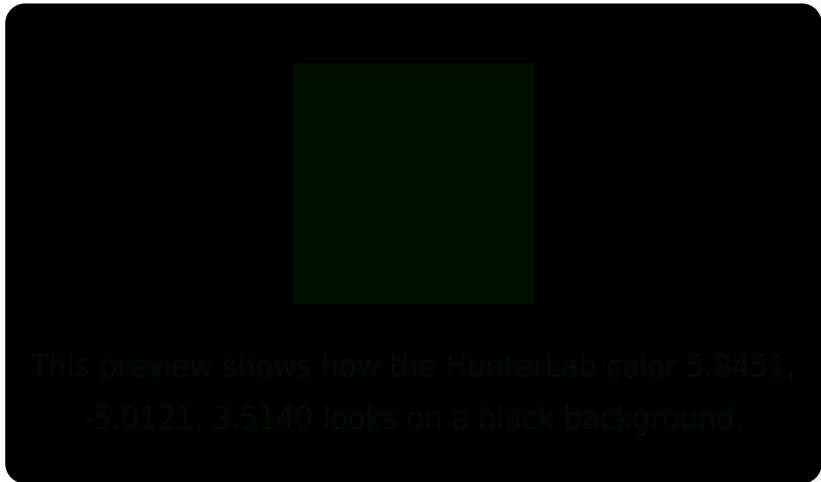 This preview shows how the HunterLab color 5.8451,
-5.0121, 3.5140 looks on a black background.